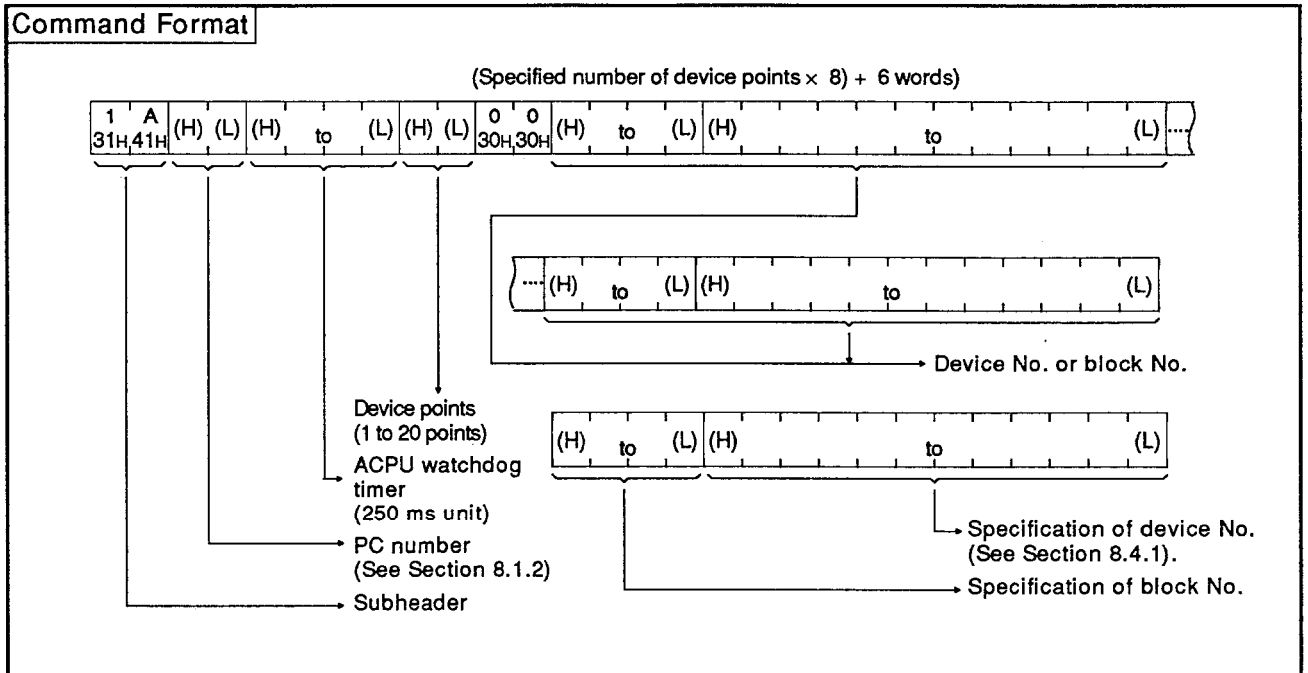 Command Format
(Specified number of device points × 8) + 6 words)
1 A (H) (L) (H) to (L) (H) (L) 0 0 (H) to (L) (H) to (L) ····
31H 41H 30H 30H
···· (H) to (L) (H) to (L)
Device No. or block No.
(H) to (L) (H) to (L)
Device points
(1 to 20 points)
ACPU watchdog
timer
(250 ms unit)
PC number
(See Section 8.1.2)
Subheader
Specification of device No.
(See Section 8.4.1).
Specification of block No.